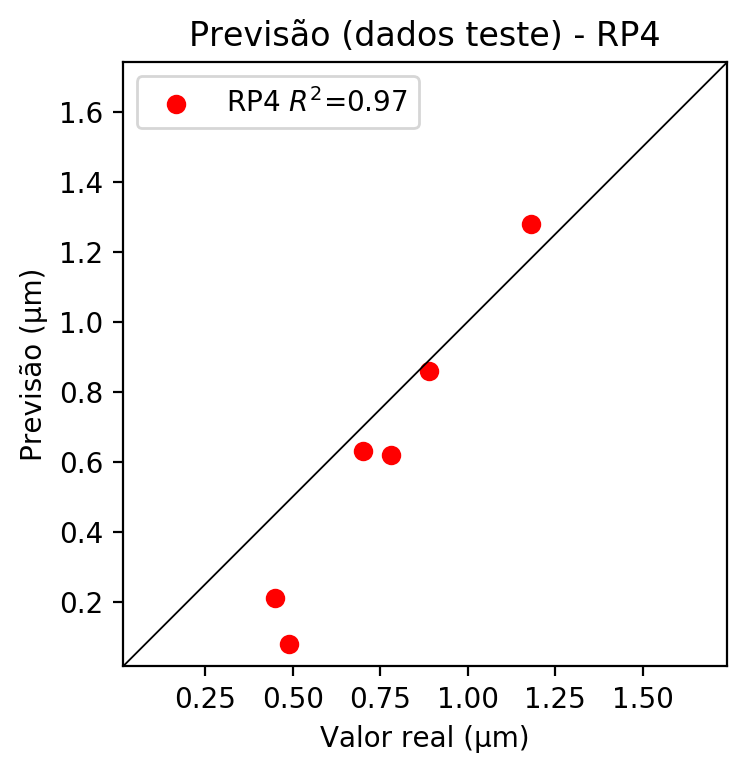 Previsão (dados teste) - RP4
RP4 R²=0.97
1.6
1.4
1.2
1.0
0.8
0.6
0.4
0.2
Previsão (µm)
0.25 0.50 0.75 1.00 1.25 1.50
Valor real (µm)